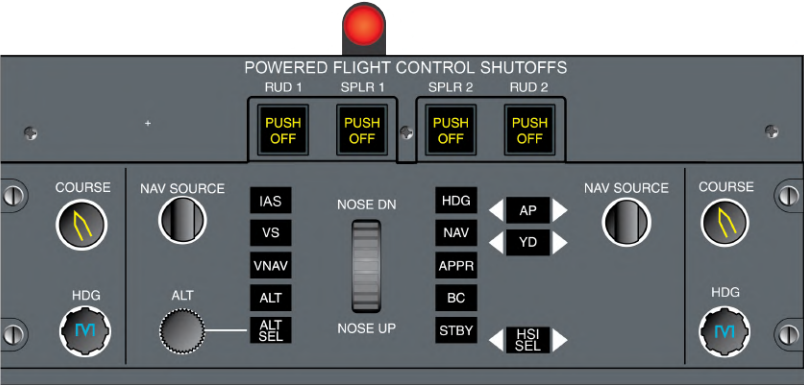 POWERED FLIGHT CONTROL SHUTOFFS
RUD 1
SPLR 1
SPLR 2
RUD 2
PUSH
OFF
PUSH
OFF
PUSH
OFF
PUSH
OFF
COURSE
NAV SOURCE
IAS
VS
VNAV
ALT
ALT
SEL
NOSE DN
NOSE UP
HDG
NAV
APPR
BC
STBY
AP
YD
HSI
SEL
NAV SOURCE
COURSE
HDG
ALT
HDG